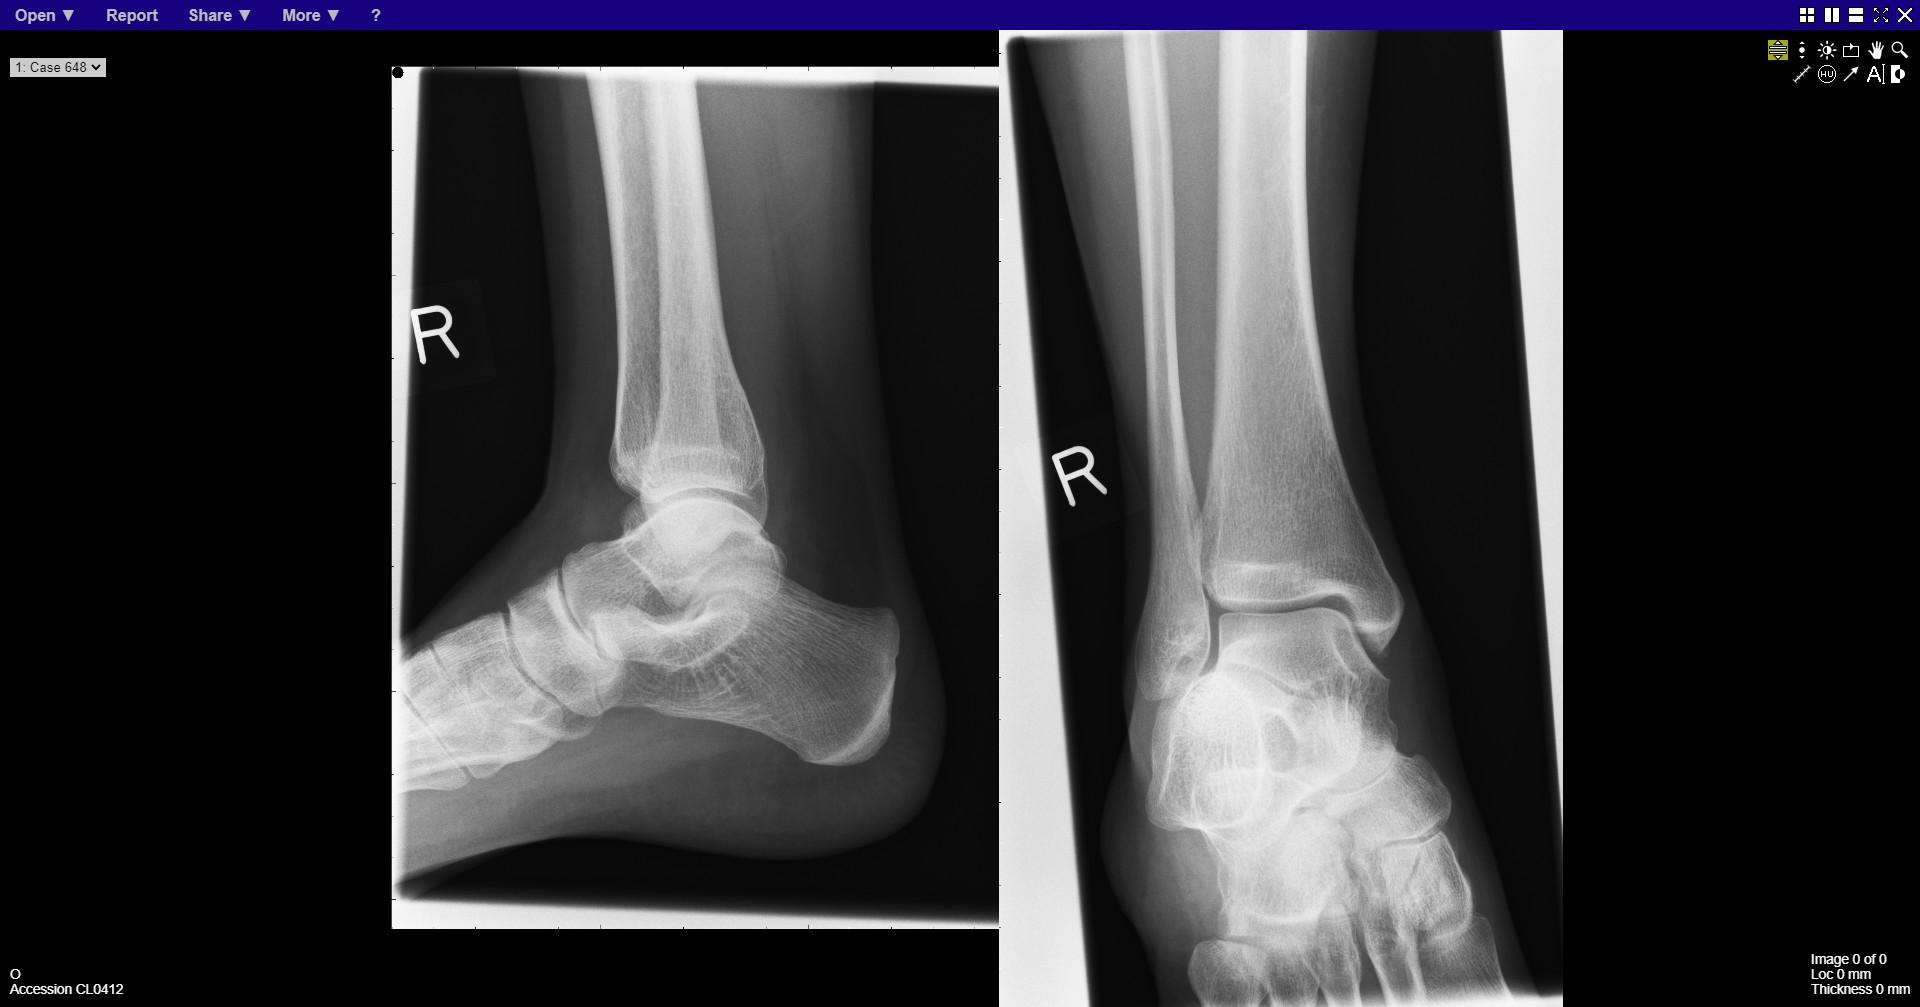 Open ▼ Report Share ▼ More ▼ ?
1: Case 648
HU
A
R
R
O
Accession CL0412
Image 0 of 0
Loc 0 mm
Thickness 0 mm